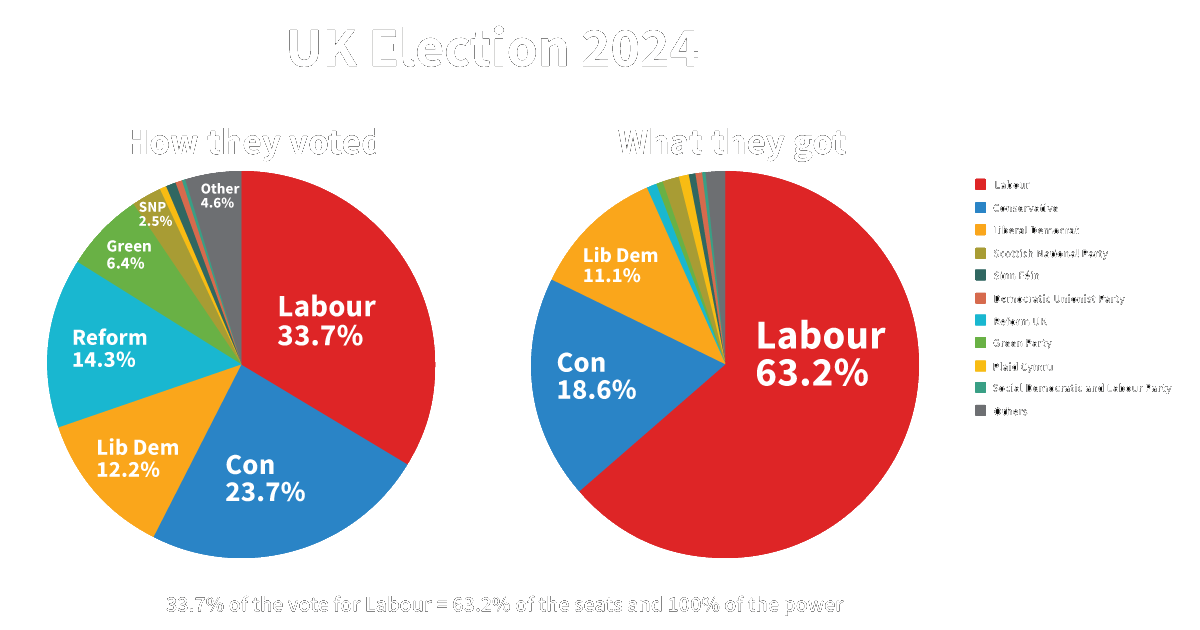 UK Election 2024
How they voted
What they got
Other
4.6%
SNP
2.5%
Green
6.4%
Reform
14.3%
Lib Dem
12.2%
Con
23.7%
Labour
33.7%
Lib Dem
11.1%
Con
18.6%
Labour
63.2%
Labour
Conservative
Liberal Democrat
Scottish National Party
Sinn Féin
Democratic Unionist Party
Reform UK
Green Party
Plaid Cymru
Social Democratic and Labour Party
Others
33.7% of the vote for Labour = 63.2% of the seats and 100% of the power